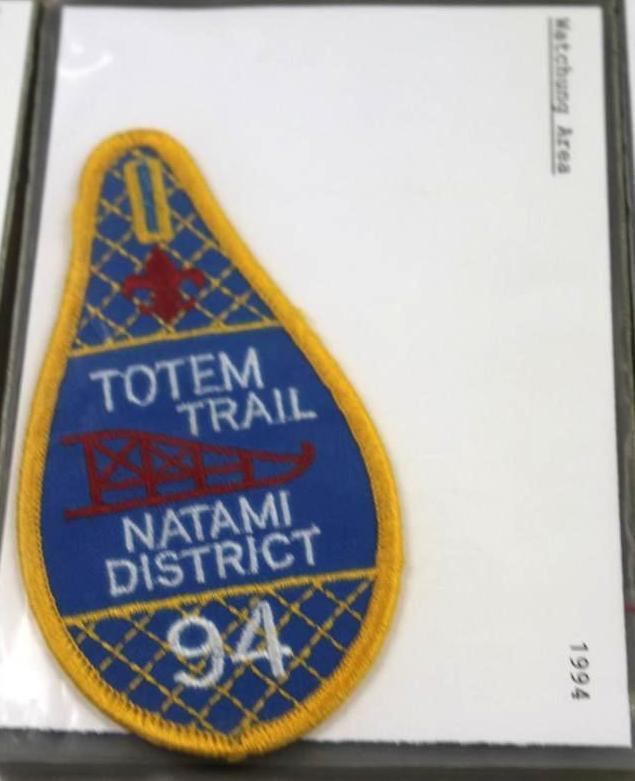 Watchung Area
TOTEM
TRAIL
NATAMI
DISTRICT
94
1994